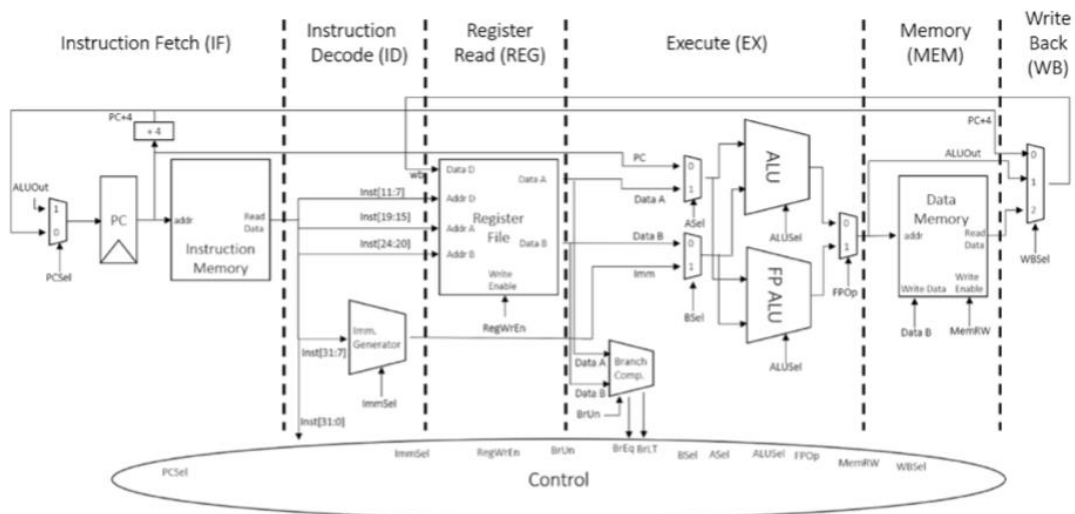 Instruction Fetch (IF)
Instruction
Decode (ID)
Register
Read (REG)
Execute (EX)
Memory
(MEM)
Write
Back
(WB)
PC+4
+ 4
ALUOut
1
0
PCSel
PC
addr
Read
Data
Instruction
Memory
Inst[11:7]
Inst[19:15]
Inst[24:20]
Inst[31:7]
Inst[31:0]
Imm.
Generator
ImmSel
wb
Data D
Addr D
Addr A
Addr B
Data A
Data B
Register
File
Write
Enable
RegWrEn
PC
Data A
0
1
ASel
Data B
Imm
0
1
BSel
Data A
Data B
Branch
Comp.
BrUn
ALU
ALUSel
FP ALU
ALUSel
0
1
FPOp
PC+4
ALUOut
Data
Memory
addr
Read
Data
Write Data
Write
Enable
Data B
MemRW
0
1
2
WBSel
PCSel
ImmSel
RegWrEn
BrUn
BrEq
BrLT
BSel
ASel
ALUSel
FPOp
MemRW
WBSel
Control